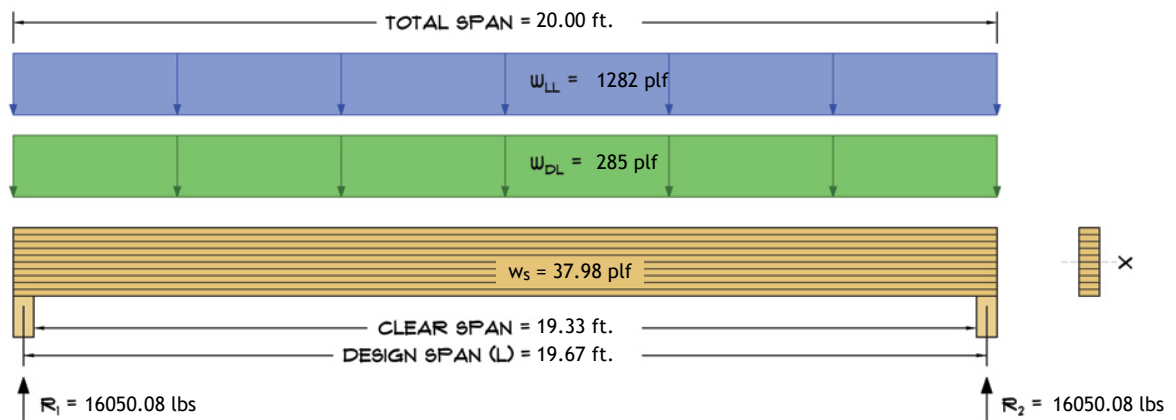 TOTAL SPAN = 20.00 ft.
wLL = 1282 plf
wDL = 285 plf
ws = 37.98 plf
X
CLEAR SPAN = 19.33 ft.
DESIGN SPAN (L) = 19.67 ft.
R1 = 16050.08 lbs
R2 = 16050.08 lbs